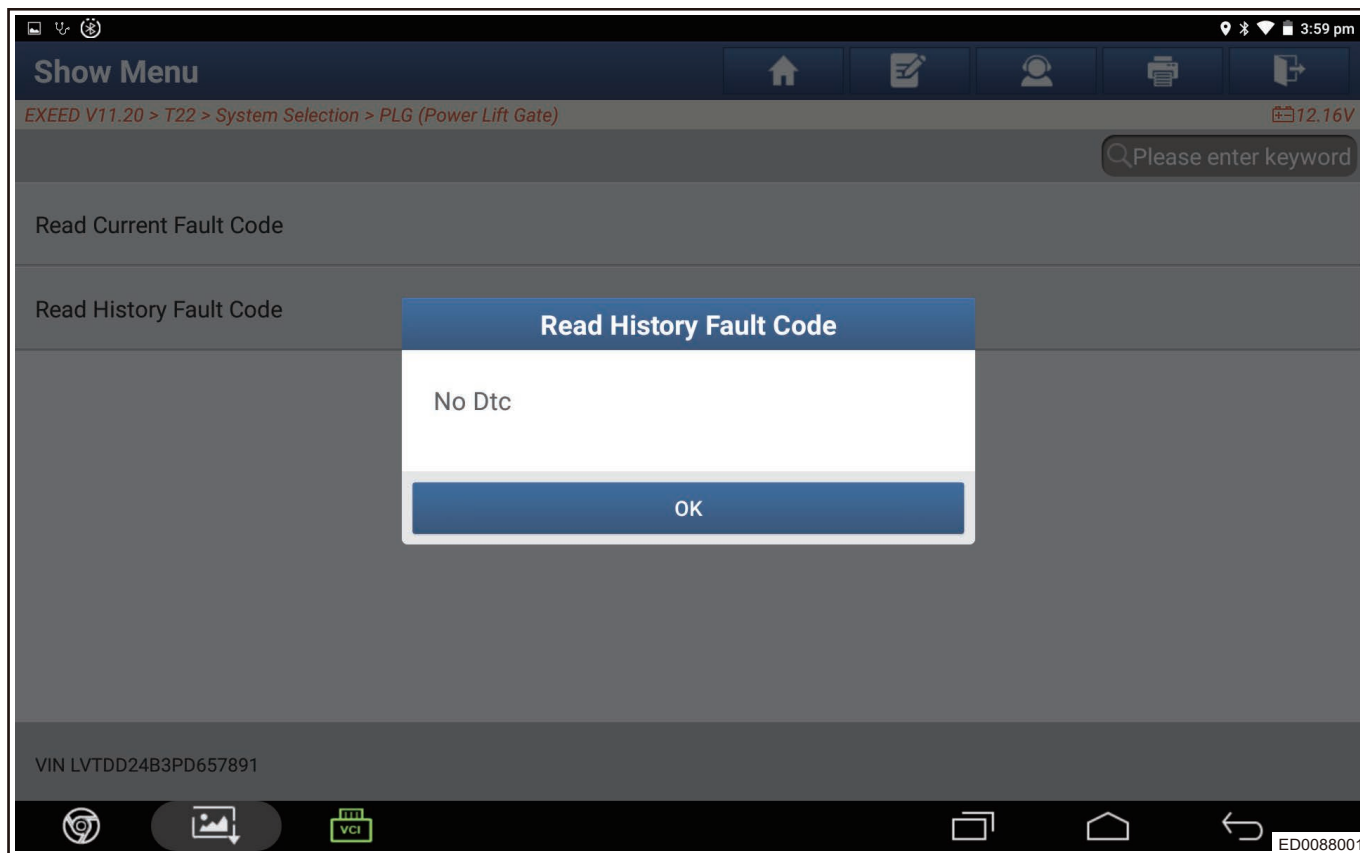 3:59 pm
Show Menu
EXEED V11.20 > T22 > System Selection > PLG (Power Lift Gate)
12.16V
Please enter keyword
Read Current Fault Code
Read History Fault Code
Read History Fault Code
No Dtc
OK
VIN LVTDD24B3PD657891
VCI
ED0088001